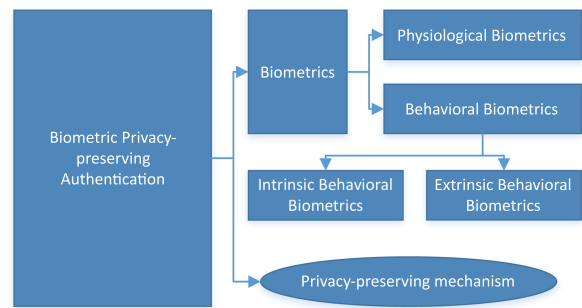 Biometric Privacy-
preserving
Authentication
Biometrics
Physiological Biometrics
Behavioral Biometrics
Intrinsic Behavioral
Biometrics
Extrinsic Behavioral
Biometrics
Privacy-preserving mechanism